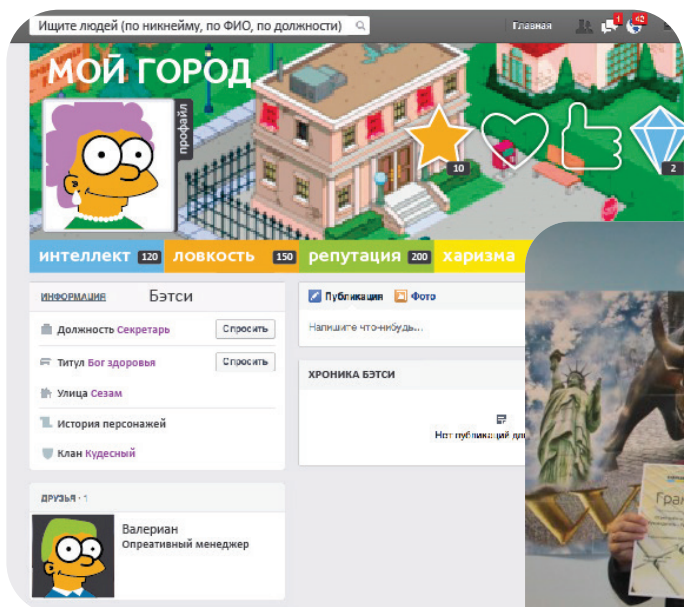 Ищите людей (по никнейму, по ФИО, по должности)
Главная
1
42
МОЙ ГОРОД
профайл
10
2
интеллект 120 ловкость 150 репутация 200 харизма
ИНФОРМАЦИЯ Бэтси
Должность Секретарь Спросить
Титул Бог здоровья Спросить
Улица Сезам
История персонажей
Клан Кудесный
ДРУЗЬЯ · 1
Валериан
Опреативный менеджер
Публикация Фото
Напишите что-нибудь...
ХРОНИКА БЭТСИ
Нет публикаций для
W
Гра